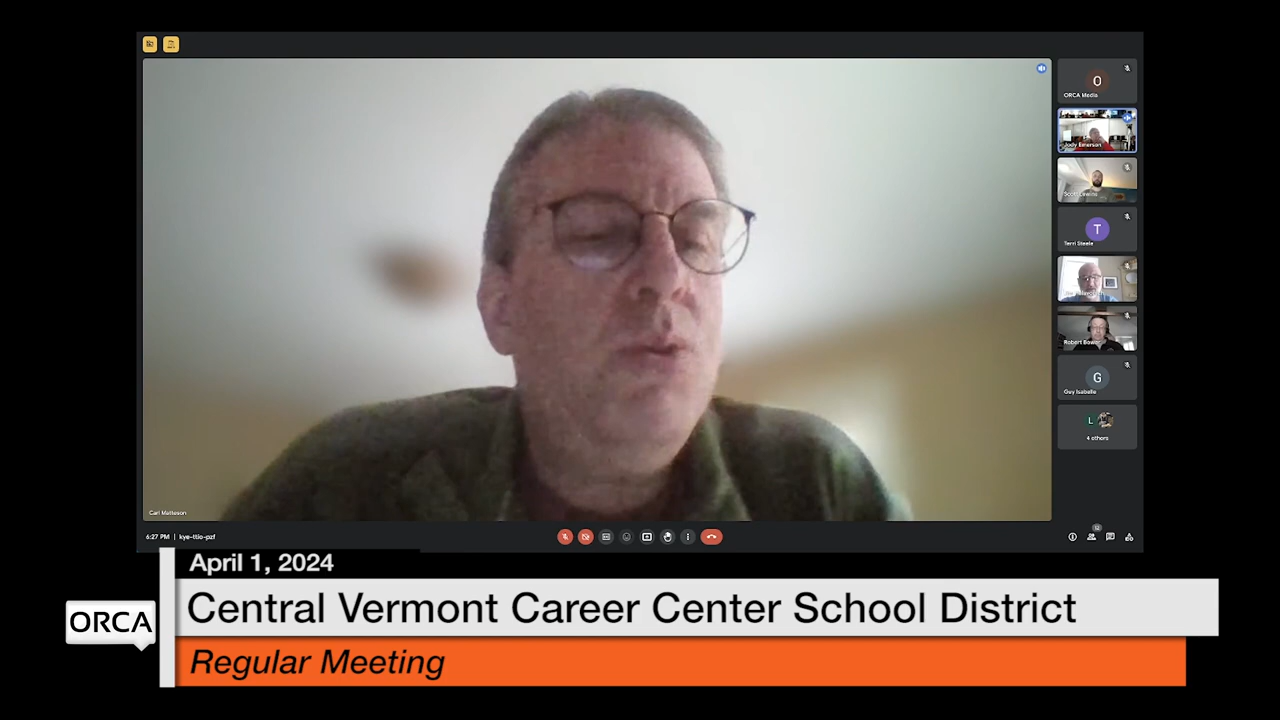 O
ORCA Media
Jody Emerson
T
Terri Steele
Robert Bower
G
Guy Isabelle
L
4 others
Carl Matteson
6:27 PM | kye-ttio-pzf
12
April 1, 2024
ORCA
Central Vermont Career Center School District
Regular Meeting